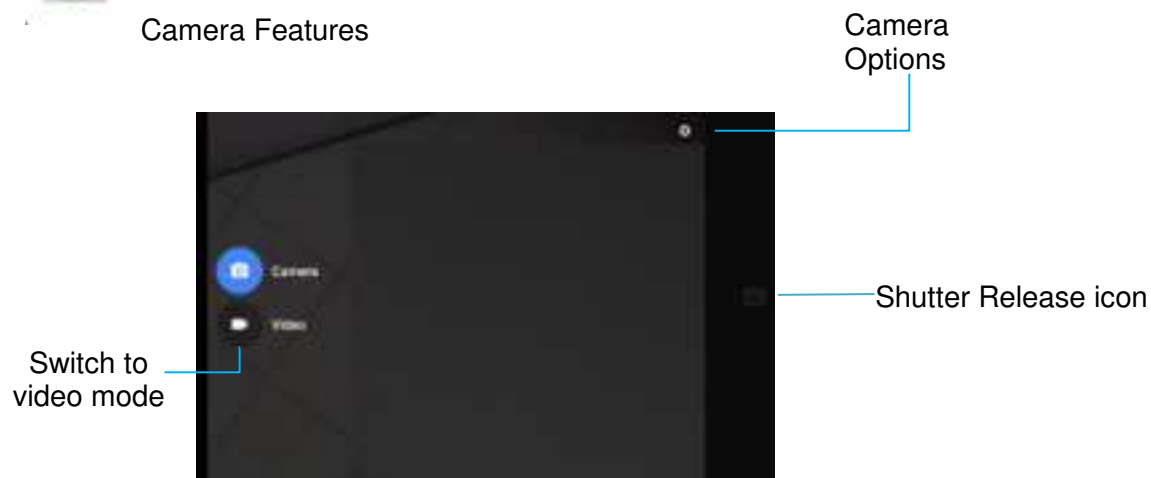 Camera Features
Camera
Options
Camera
Video
Shutter Release icon
Switch to
video mode